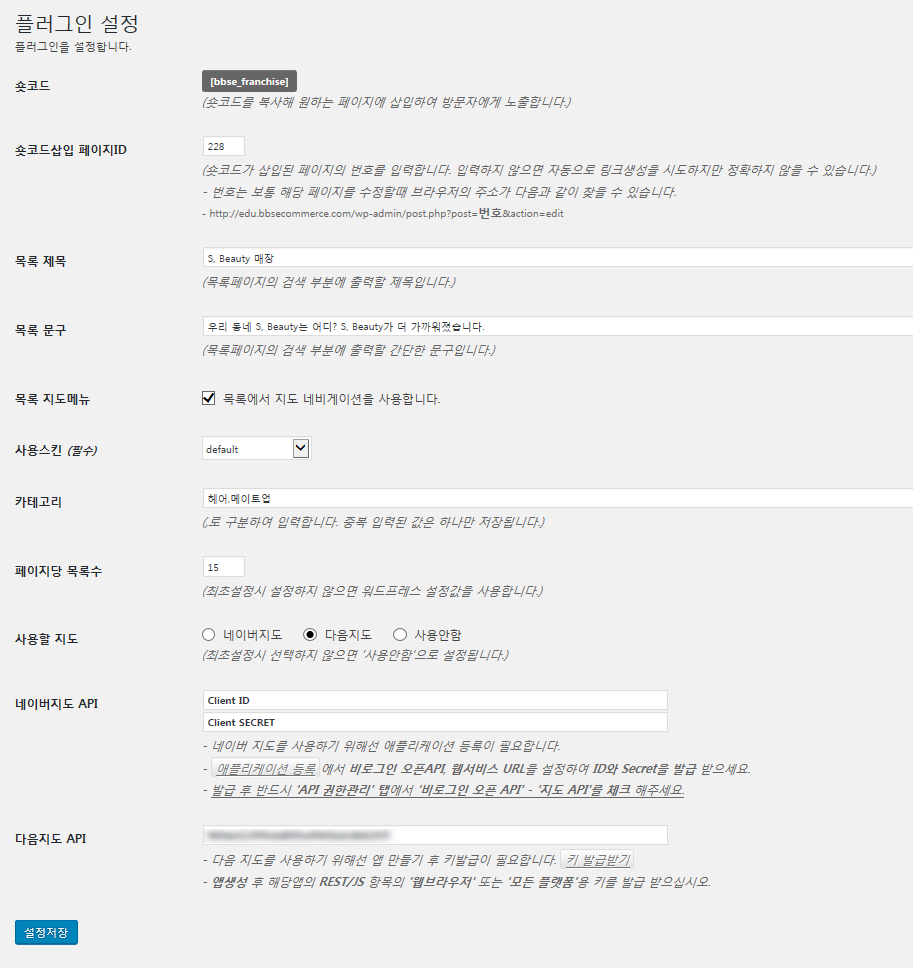 플러그인 설정
플러그인을 설정합니다.
숏코드
[bbse_franchise]
(숏코드를 복사해 원하는 페이지에 삽입하여 방문자에게 노출합니다.)
숏코드삽입 페이지ID
228
(숏코드가 삽입된 페이지의 번호를 입력합니다. 입력하지 않으면 자동으로 링크생성을 시도하지만 정확하지 않을 수 있습니다.)
- 번호는 보통 해당 페이지를 수정할때 브라우저의 주소가 다음과 같이 찾을 수 있습니다.
- http://edu.bbsecommerce.com/wp-admin/post.php?post=번호&action=edit
목록 제목
S, Beauty 매장
(목록페이지의 검색 부분에 출력할 제목입니다.)
목록 문구
우리 동네 S, Beauty는 어디? S, Beauty가 더 가까워졌습니다.
(목록페이지의 검색 부분에 출력할 간단한 문구입니다.)
목록 지도메뉴
목록에서 지도 네비게이션을 사용합니다.
사용스킨 (필수)
default
카테고리
헤어,메이트업
(,로 구분하여 입력합니다. 중복 입력된 값은 하나만 저장됩니다.)
페이지당 목록수
15
(최초설정시 설정하지 않으면 워드프레스 설정값을 사용합니다.)
사용할 지도
네이버지도 다음지도 사용안함
(최초설정시 선택하지 않으면 '사용안함'으로 설정됩니다.)
네이버지도 API
Client ID
Client SECRET
- 네이버 지도를 사용하기 위해선 애플리케이션 등록이 필요합니다.
- 애플리케이션 등록 에서 비로그인 오픈API, 웹서비스 URL을 설정하여 ID와 Secret을 발급 받으세요.
- 발급 후 반드시 'API 권한관리' 탭에서 '비로그인 오픈 API' - '지도 API'를 체크 해주세요.
다음지도 API
- 다음 지도를 사용하기 위해선 앱 만들기 후 키발급이 필요합니다. 키 발급받기
- 앱생성 후 해당앱의 REST/JS 항목의 '웹브라우저' 또는 '모든 플랫폼'용 키를 발급 받으십시오.
설정저장